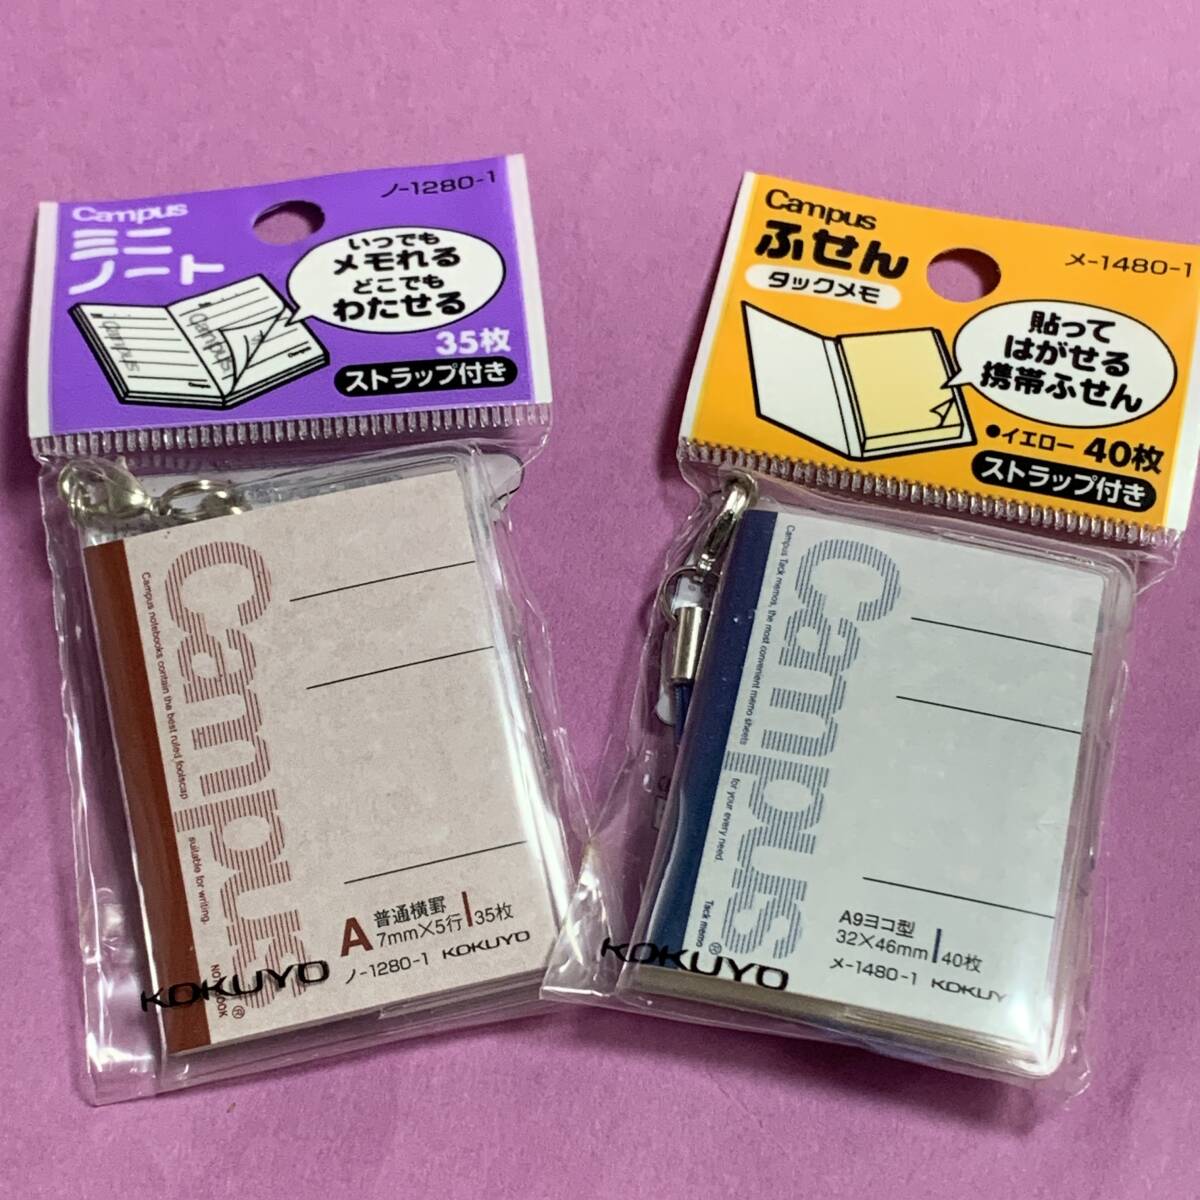 ノ-1280-1
Campus
ミニ
ノート
いつでも
メモれる
どこでも
わたせる
Campus
Campus
35枚
ストラップ付き
Campus
Campus notebooks contain the best ruled foolscap suitable for writing.
NOTEBOOK
A 普通横罫
7mm×5行 35枚
ノ-1280-1 KOKUYO
KOKUYO
Campus
ふせん
タックメモ
メ-1480-1
貼って
はがせる
携帯ふせん
●イエロー 40枚
ストラップ付き
Campus
Campus Tack memos, the most convenient memo sheets for your every need.
Tack memo
A9ヨコ型
32×46mm 40枚
メ-1480-1 KOKUY
KOKUYO